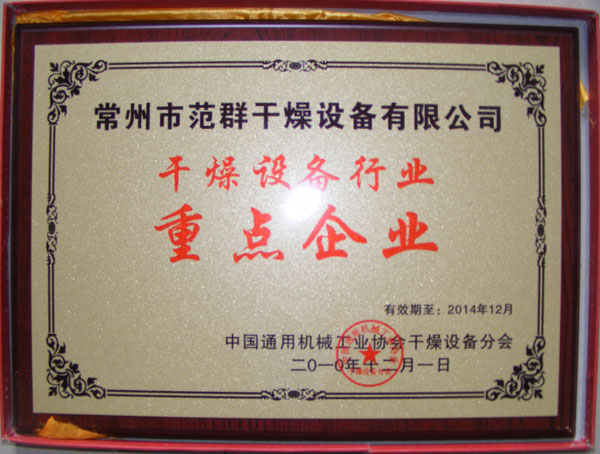 常州市范群干燥设备有限公司
干燥设备行业
重点企业
有效期至：2014年12月
中国通用机械工业协会干燥设备分会
二〇一〇年十二月一日